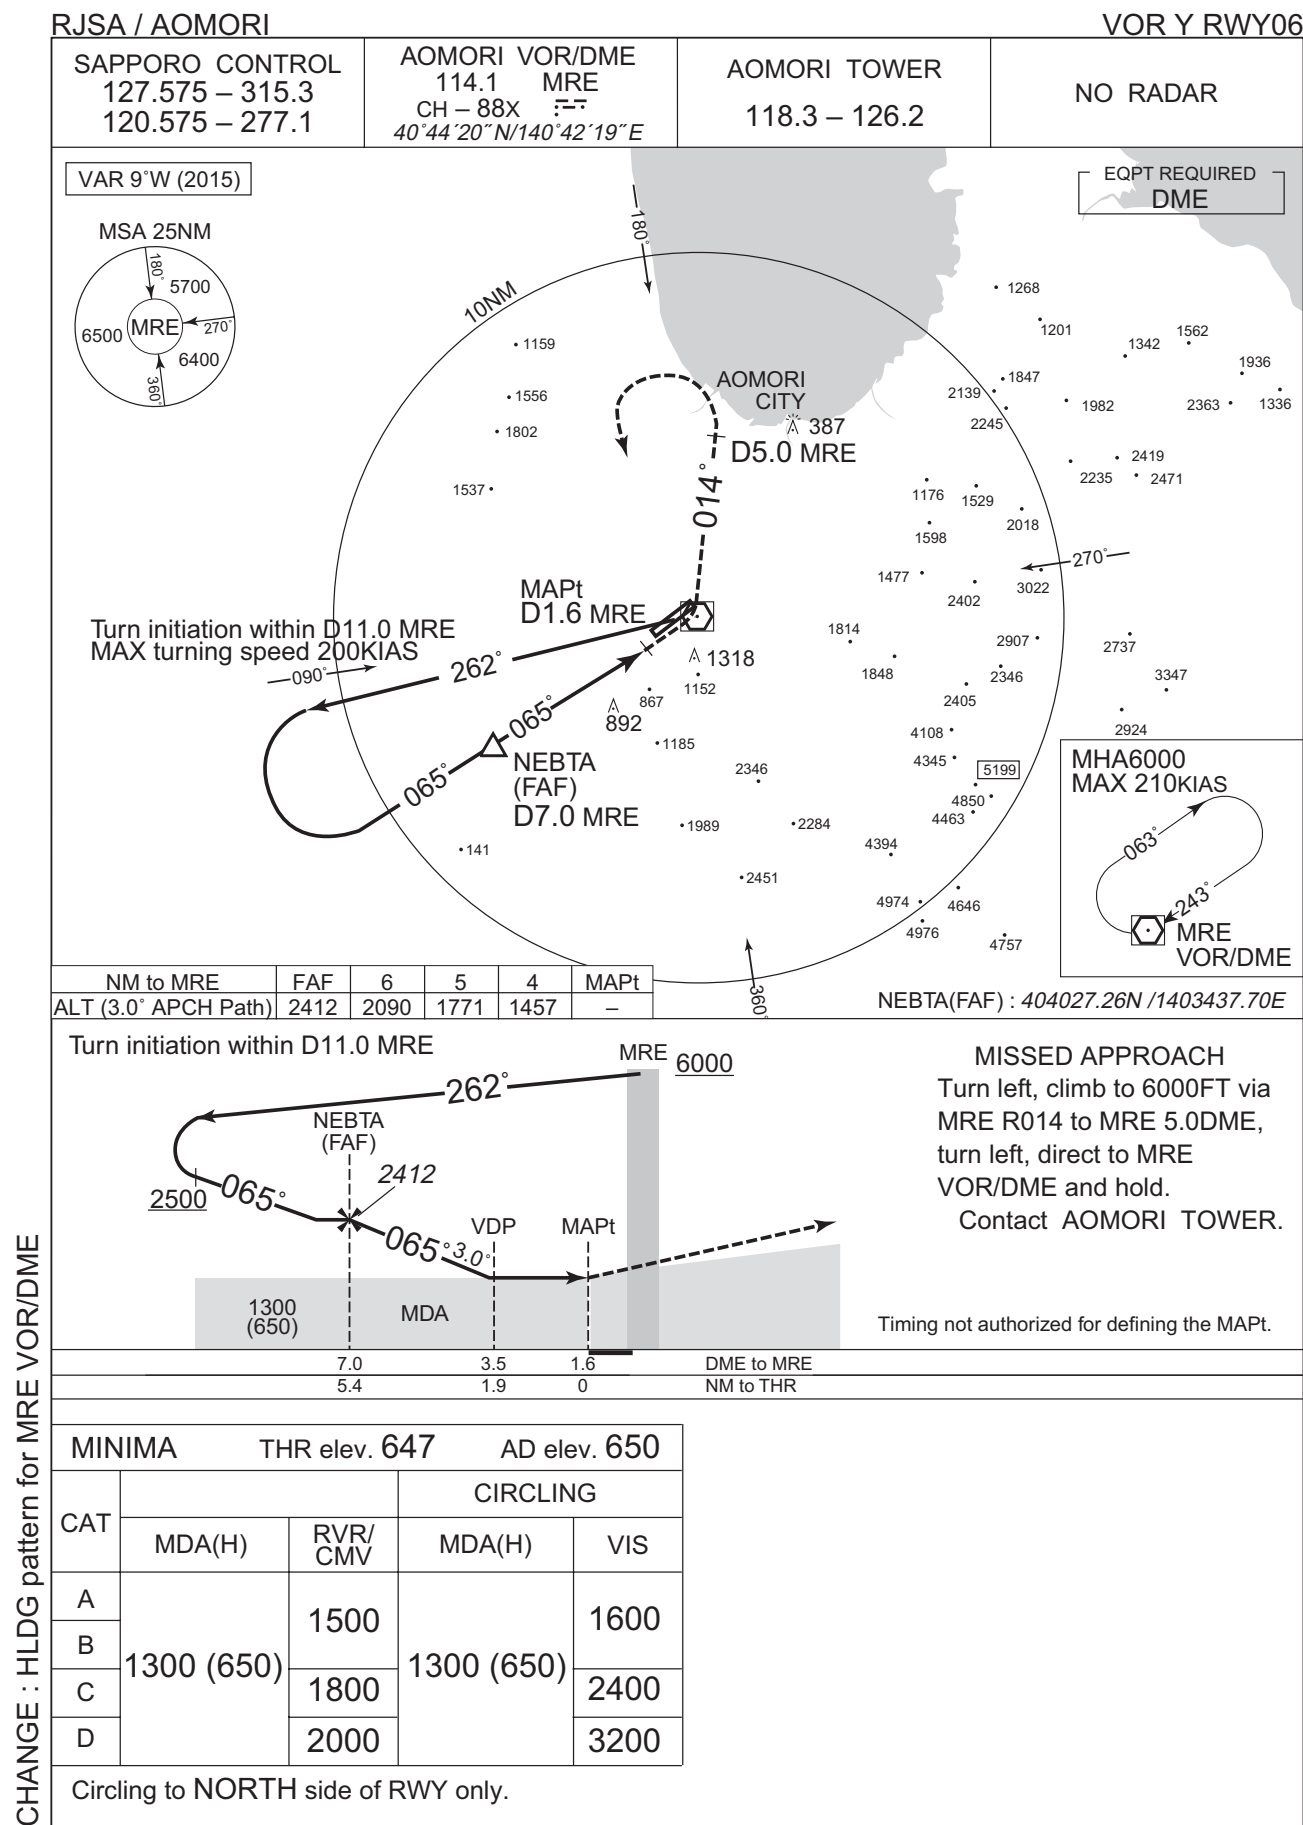 RJSA / AOMORI
VOR Y RWY06
SAPPORO CONTROL
127.575 – 315.3
120.575 – 277.1
AOMORI VOR/DME
114.1 MRE
CH – 88X
40°44´20˝N/140°42´19˝E
AOMORI TOWER
118.3 – 126.2
NO RADAR
VAR 9°W (2015)
EQPT REQUIRED
DME
MSA 25NM
180°
5700
6500
MRE
270°
6400
360°
180°
10NM
1159
1556
1802
1537
AOMORI
CITY
387
D5.0 MRE
014°
1268
1201
1342
1562
1936
1847
2139
2245
1982
2363
1336
2419
2235
2471
1176
1529
2018
1598
1477
2402
270°
3022
MAPt
D1.6 MRE
Turn initiation within D11.0 MRE
MAX turning speed 200KIAS
090°
262°
065°
065°
1318
1152
867
892
1185
NEBTA
(FAF)
D7.0 MRE
1814
1848
2907
2346
2405
2737
3347
2924
4108
4345
5199
4850
4463
2346
1989
2284
4394
141
2451
4974
4646
4976
4757
360°
MHA6000
MAX 210KIAS
063°
243°
MRE
VOR/DME
NM to MRE FAF 6 5 4 MAPt
ALT (3.0° APCH Path) 2412 2090 1771 1457 –
NEBTA(FAF) : 404027.26N /1403437.70E
Turn initiation within D11.0 MRE
MRE
6000
262°
NEBTA
(FAF)
2412
2500
065°
065°
3.0°
VDP
MAPt
1300
(650)
MDA
7.0 3.5 1.6 DME to MRE
5.4 1.9 0 NM to THR
MISSED APPROACH
Turn left, climb to 6000FT via
MRE R014 to MRE 5.0DME,
turn left, direct to MRE
VOR/DME and hold.
Contact AOMORI TOWER.
Timing not authorized for defining the MAPt.
MINIMA THR elev. 647 AD elev. 650
CAT
CIRCLING
MDA(H)
RVR/
CMV
MDA(H)
VIS
A
B
C
D
1300 (650)
1500
1800
2000
1300 (650)
1600
2400
3200
Circling to NORTH side of RWY only.
CHANGE : HLDG pattern for MRE VOR/DME